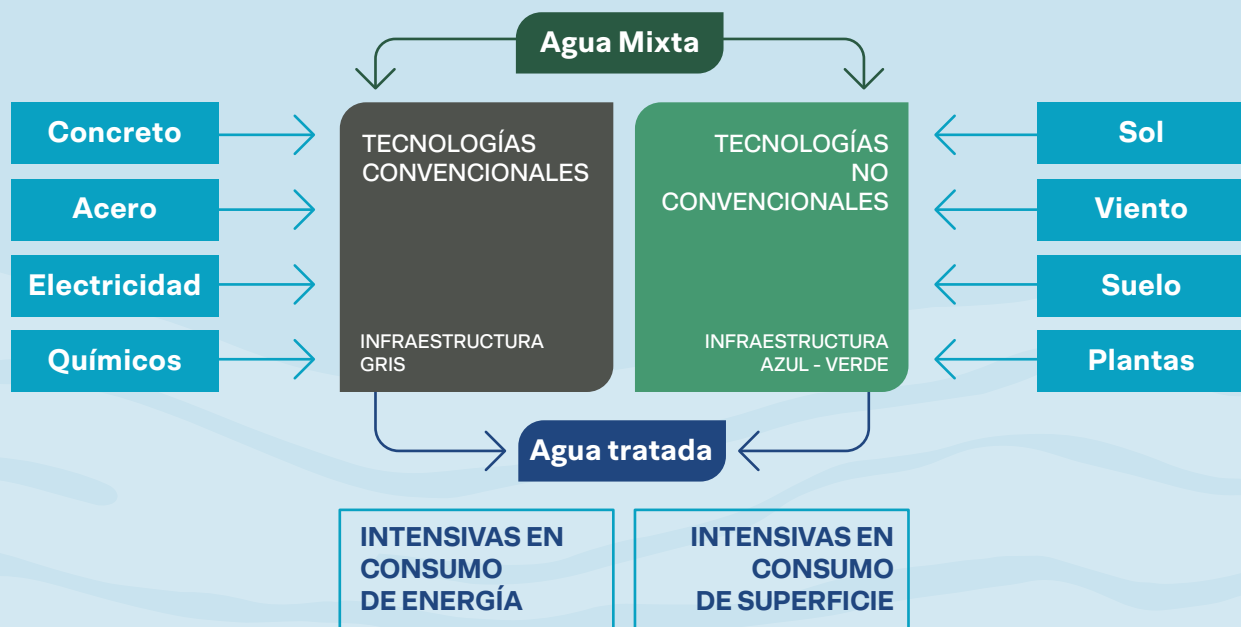 Agua Mixta
Concreto
Acero
Electricidad
Químicos
TECNOLOGÍAS
CONVENCIONALES
INFRAESTRUCTURA
GRIS
TECNOLOGÍAS
NO
CONVENCIONALES
INFRAESTRUCTURA
AZUL - VERDE
Sol
Viento
Suelo
Plantas
Agua tratada
INTENSIVAS EN
CONSUMO
DE ENERGÍA
INTENSIVAS EN
CONSUMO
DE SUPERFICIE